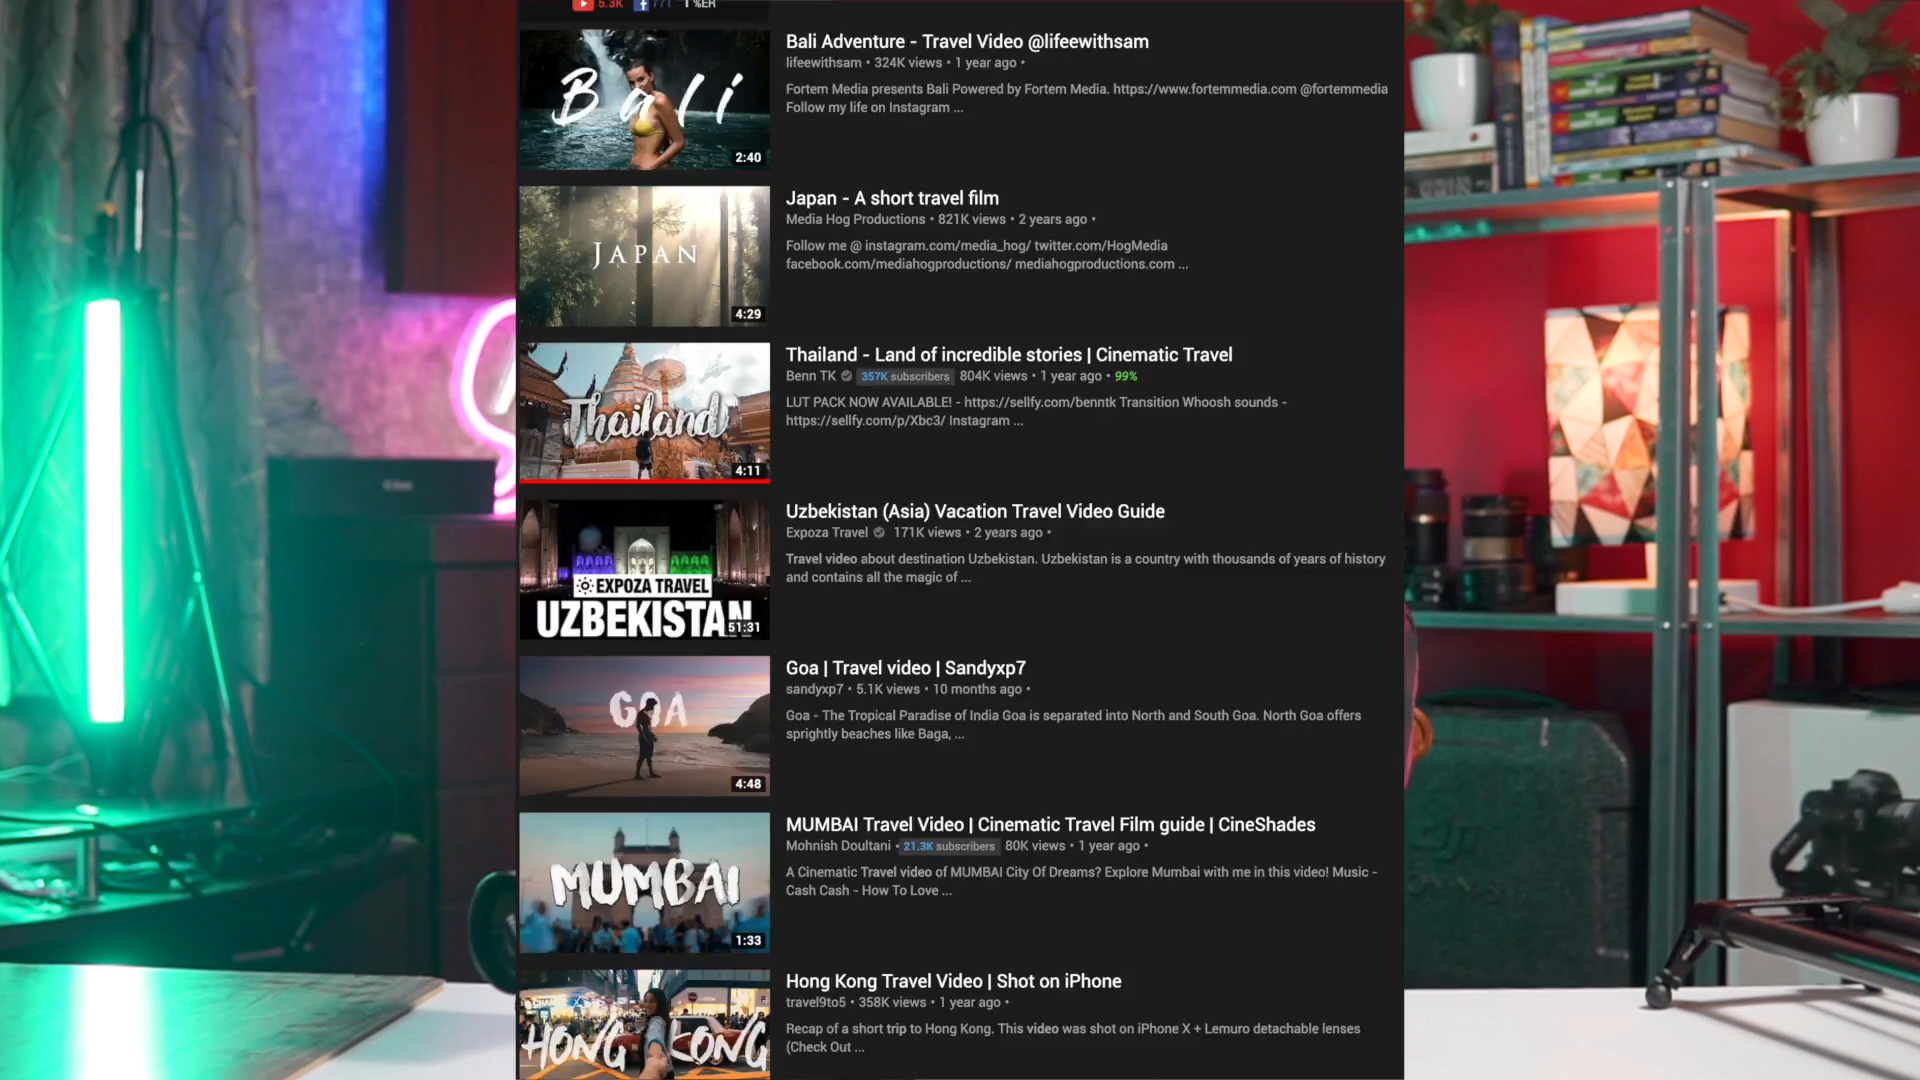 5.3K 771 1 %ER
Bali
2:40
Bali Adventure - Travel Video @lifeewithsam
lifeewithsam • 324K views • 1 year ago •
Fortem Media presents Bali Powered by Fortem Media. https://www.fortemmedia.com @fortemmedia
Follow my life on Instagram ...
JAPAN
4:29
Japan - A short travel film
Media Hog Productions • 821K views • 2 years ago •
Follow me @ instagram.com/media_hog/ twitter.com/HogMedia
facebook.com/mediahogproductions/ mediahogproductions.com ...
Thailand
4:11
Thailand - Land of incredible stories | Cinematic Travel
Benn TK 357K subscribers 804K views • 1 year ago • 99%
LUT PACK NOW AVAILABLE! - https://sellfy.com/benntk Transition Whoosh sounds -
https://sellfy.com/p/Xbc3/ Instagram ...
EXPOZA TRAVEL
UZBEKISTAN
51:31
Uzbekistan (Asia) Vacation Travel Video Guide
Expoza Travel 171K views • 2 years ago •
Travel video about destination Uzbekistan. Uzbekistan is a country with thousands of years of history
and contains all the magic of ...
GOA
4:48
Goa | Travel video | Sandyxp7
sandyxp7 • 5.1K views • 10 months ago •
Goa - The Tropical Paradise of India Goa is separated into North and South Goa. North Goa offers
sprightly beaches like Baga, ...
MUMBAI
1:33
MUMBAI Travel Video | Cinematic Travel Film guide | CineShades
Mohnish Doultani • 21.3K subscribers 80K views • 1 year ago •
A Cinematic Travel video of MUMBAI City Of Dreams? Explore Mumbai with me in this video! Music -
Cash Cash - How To Love ...
HONG KONG
Hong Kong Travel Video | Shot on iPhone
travel9to5 • 358K views • 1 year ago •
Recap of a short trip to Hong Kong. This video was shot on iPhone X + Lemuro detachable lenses
(Check Out ...